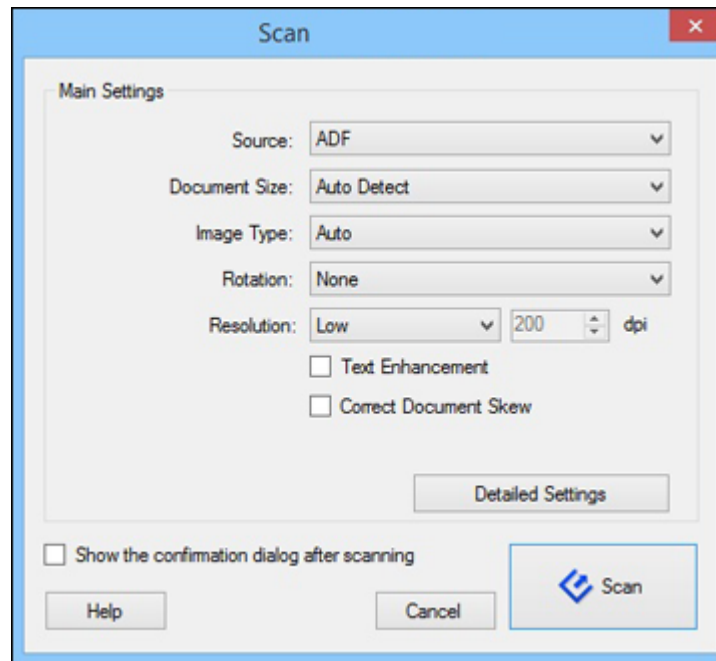 Scan
Main Settings
Source: ADF
Document Size: Auto Detect
Image Type: Auto
Rotation: None
Resolution: Low 200 dpi
Text Enhancement
Correct Document Skew
Detailed Settings
Show the confirmation dialog after scanning
Help Cancel Scan